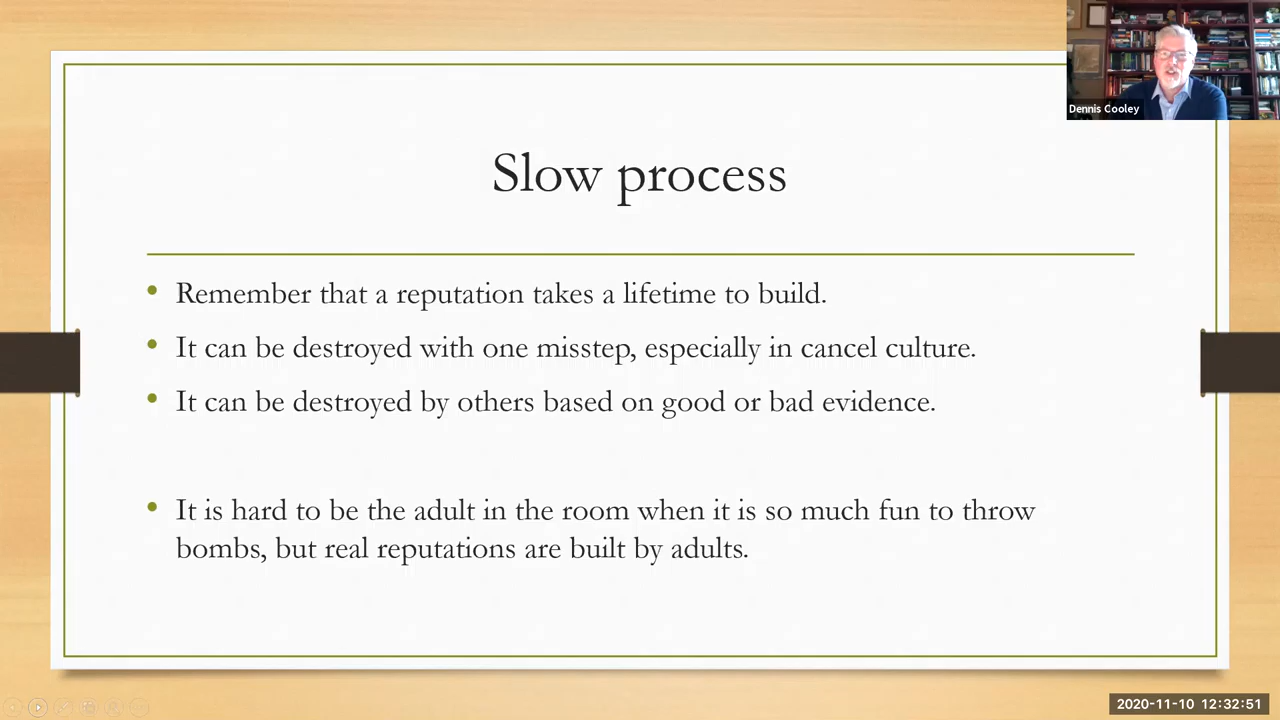 Dennis Cooley
Slow process
• Remember that a reputation takes a lifetime to build.
• It can be destroyed with one misstep, especially in cancel culture.
• It can be destroyed by others based on good or bad evidence.
• It is hard to be the adult in the room when it is so much fun to throw
bombs, but real reputations are built by adults.
2020-11-10 12:32:51